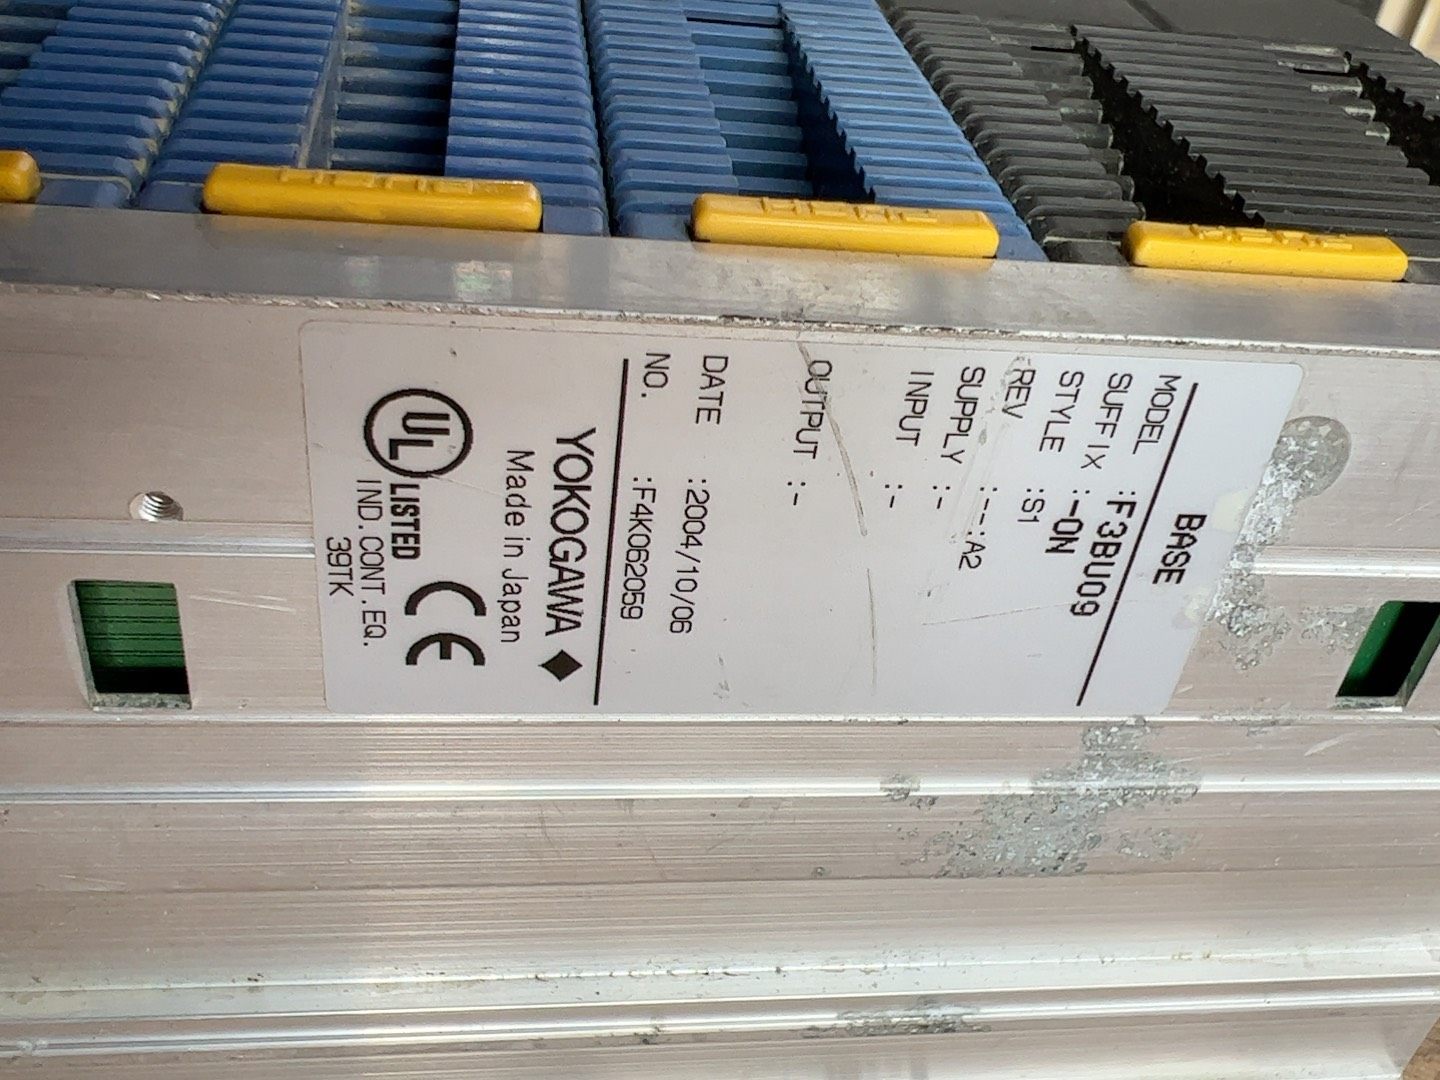 BASE
MODEL :F3BU09
SUFFIX :-0N
STYLE :S1
REV :--:A2
SUPPLY :-
INPUT :-
OUTPUT :-
DATE :2004/10/06
NO. :F4K062059
YOKOGAWA
Made in Japan
UL LISTED CE
IND.CONT.EQ.
39TK